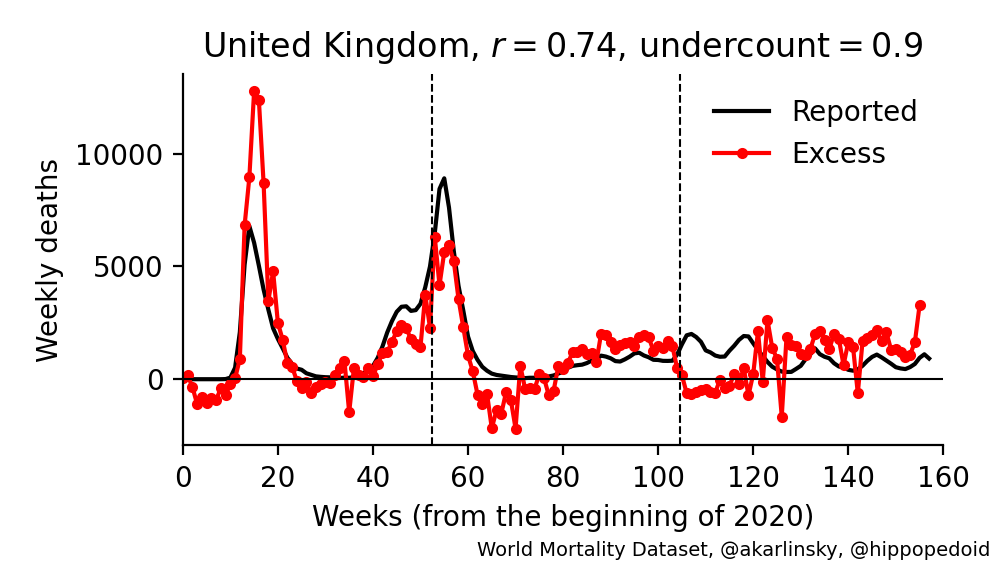 United Kingdom, r = 0.74, undercount = 0.9
Reported
Excess
Weekly deaths
10000
5000
0
0 20 40 60 80 100 120 140 160
Weeks (from the beginning of 2020)
World Mortality Dataset, @akarlinsky, @hippopedoid